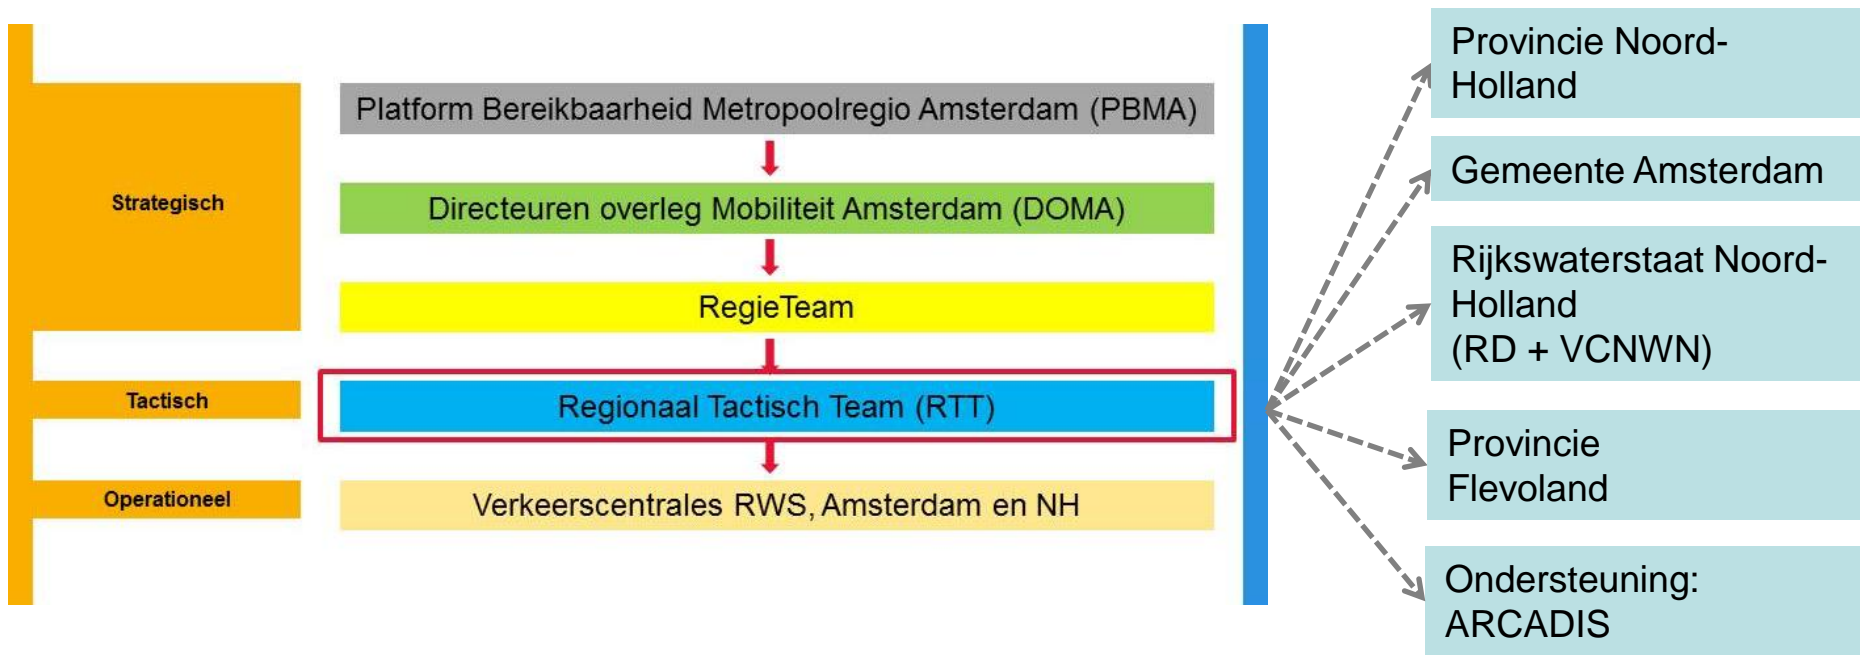 Strategisch
Tactisch
Operationeel
Platform Bereikbaarheid Metropoolregio Amsterdam (PBMA)
Directeuren overleg Mobiliteit Amsterdam (DOMA)
RegieTeam
Regionaal Tactisch Team (RTT)
Verkeerscentrales RWS, Amsterdam en NH
Provincie Noord-
Holland
Gemeente Amsterdam
Rijkswaterstaat Noord-
Holland
(RD + VCNWN)
Provincie
Flevoland
Ondersteuning:
ARCADIS